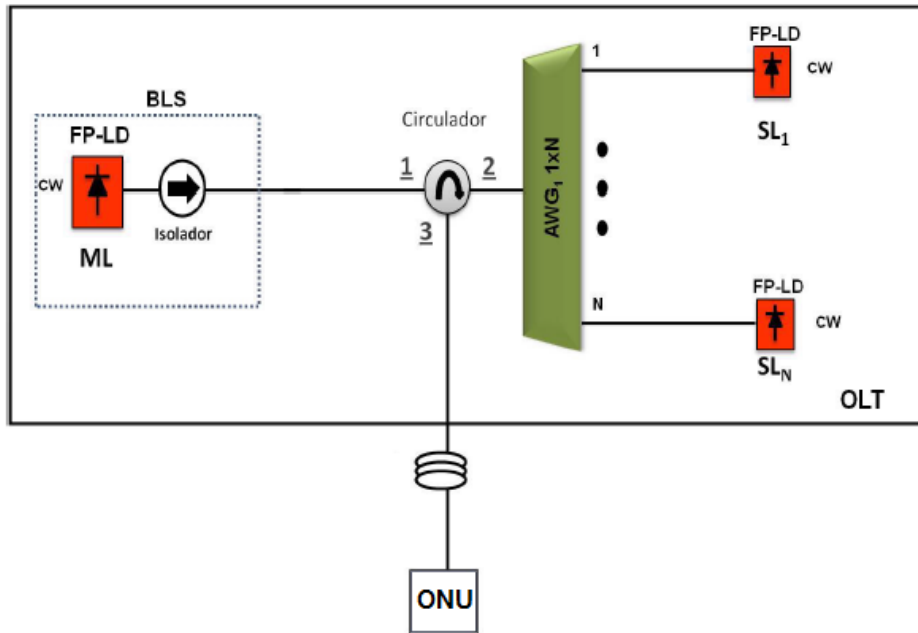 BLS
FP-LD
CW
ML
Isolador
Circulador
1
2
3
AWG1 1xN
1
N
FP-LD
CW
SL1
FP-LD
CW
SLN
OLT
ONU